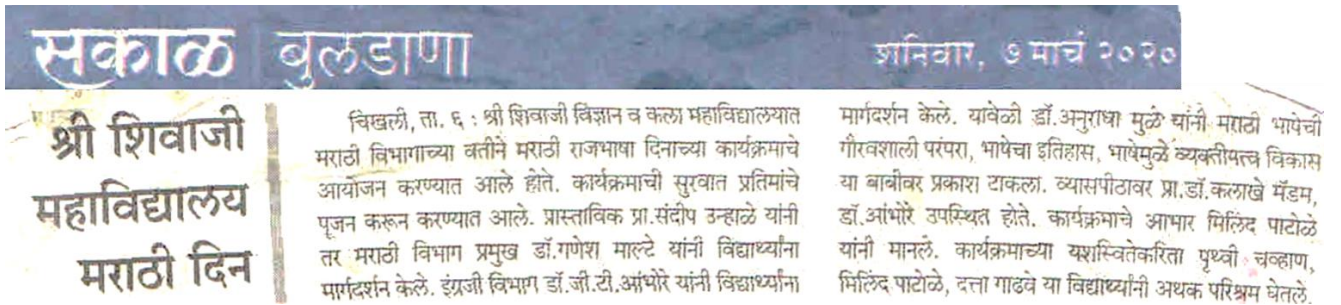 सकाळ बुलडाणा
शनिवार, ७ मार्च २०२०
श्री शिवाजी
महाविद्यालय
मराठी दिन
चिखली, ता. ६ : श्री शिवाजी विज्ञान व कला महाविद्यालयात
मराठी विभागाच्या वतीने मराठी राजभाषा दिनाच्या कार्यक्रमाचे
आयोजन करण्यात आले होते. कार्यक्रमाची सुरवात प्रतिमांचे
पूजन करून करण्यात आले. प्रास्ताविक प्रा.संदीप उन्हाळे यांनी
तर मराठी विभाग प्रमुख डॉ.गणेश माल्टे यांनी विद्यार्थ्यांना
मार्गदर्शन केले. इंग्रजी विभाग डॉ.जी.टी.आंभोरे यांनी विद्यार्थ्यांना
मार्गदर्शन केले. यावेळी डॉ.अनुराधा मुळे यांनी मराठी भाषेची
गौरवशाली परंपरा, भाषेचा इतिहास, भाषेमुळे व्यक्तीयत्व विकास
या बाबीवर प्रकाश टाकला. व्यासपीठावर प्रा.डॉ.कलाखे मॅडम,
डॉ.आंभोरे उपस्थित होते. कार्यक्रमाचे आभार मिलिंद पाटोळे
यांनी मानले. कार्यक्रमाच्या यशस्वितेकरिता पृथ्वी चव्हाण,
मिलिंद पाटोळे, दत्ता गाढवे या विद्यार्थ्यांनी अथक परिश्रम घेतले.